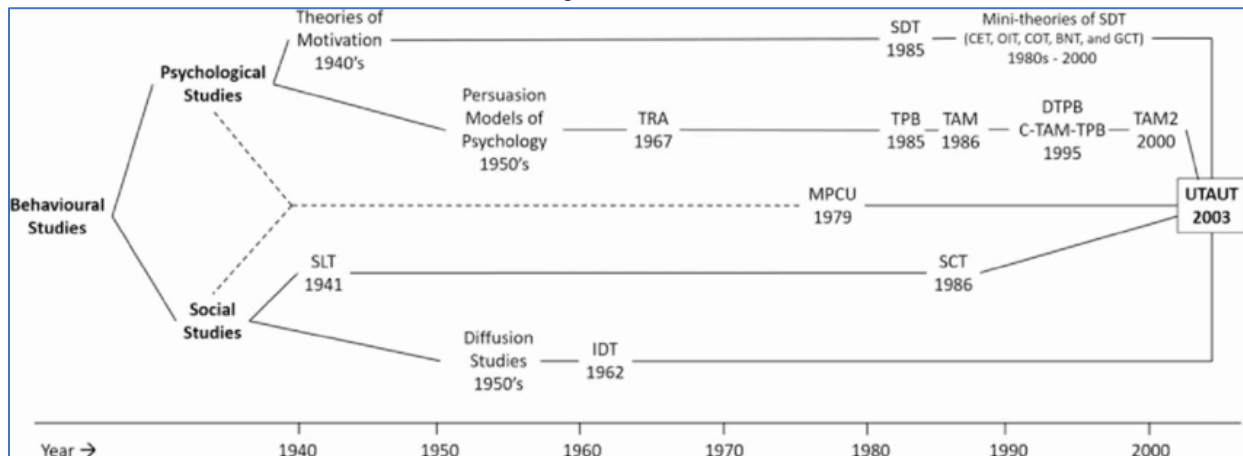 Theories of
Motivation
1940's
SDT
1985
Mini-theories of SDT
(CET, OIT, COT, BNT, and GCT)
1980s - 2000
Psychological
Studies
Persuasion
Models of
Psychology
1950's
TRA
1967
TPB
1985
TAM
1986
DTPB
C-TAM-TPB
1995
TAM2
2000
Behavioural
Studies
MPCU
1979
UTAUT
2003
SLT
1941
SCT
1986
Social
Studies
Diffusion
Studies
1950's
IDT
1962
Year →
1940
1950
1960
1970
1980
1990
2000